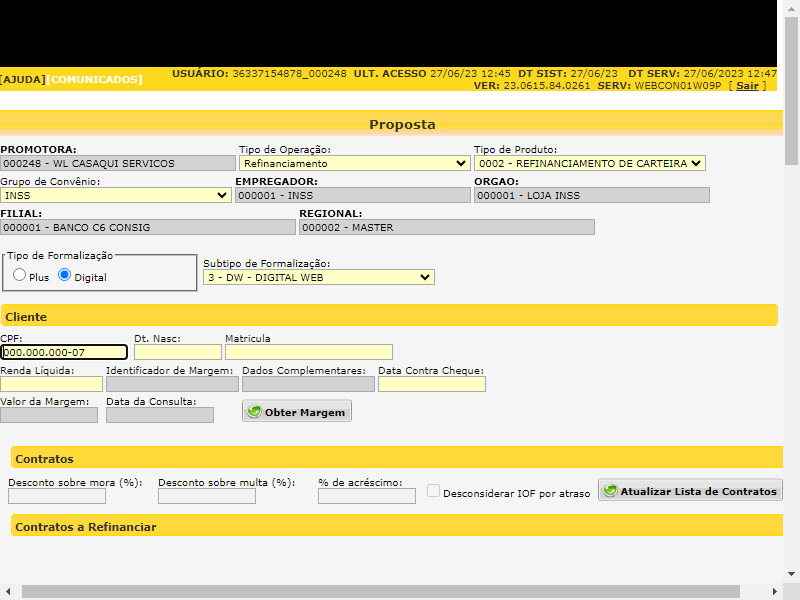 [AJUDA][COMUNICADOS] USUÁRIO: 36337154878_000248 ULT. ACESSO 27/06/23 12:45 DT SIST: 27/06/23 DT SERV: 27/06/2023 12:47
VER: 23.0615.84.0261 SERV: WEBCON01W09P [ Sair ]
Proposta
PROMOTORA: Tipo de Operação: Tipo de Produto:
000248 - WL CASAQUI SERVICOS Refinanciamento 0002 - REFINANCIAMENTO DE CARTEIRA
Grupo de Convênio: EMPREGADOR: ORGAO:
INSS 000001 - INSS 000001 - LOJA INSS
FILIAL: REGIONAL:
000001 - BANCO C6 CONSIG 000002 - MASTER
Tipo de Formalização Subtipo de Formalização:
Plus Digital 3 - DW - DIGITAL WEB
Cliente
CPF: Dt. Nasc: Matricula
000.000.000-07
Renda Líquida: Identificador de Margem: Dados Complementares: Data Contra Cheque:
Valor da Margem: Data da Consulta:
Obter Margem
Contratos
Desconto sobre mora (%): Desconto sobre multa (%): % de acréscimo:
Desconsiderar IOF por atraso Atualizar Lista de Contratos
Contratos a Refinanciar